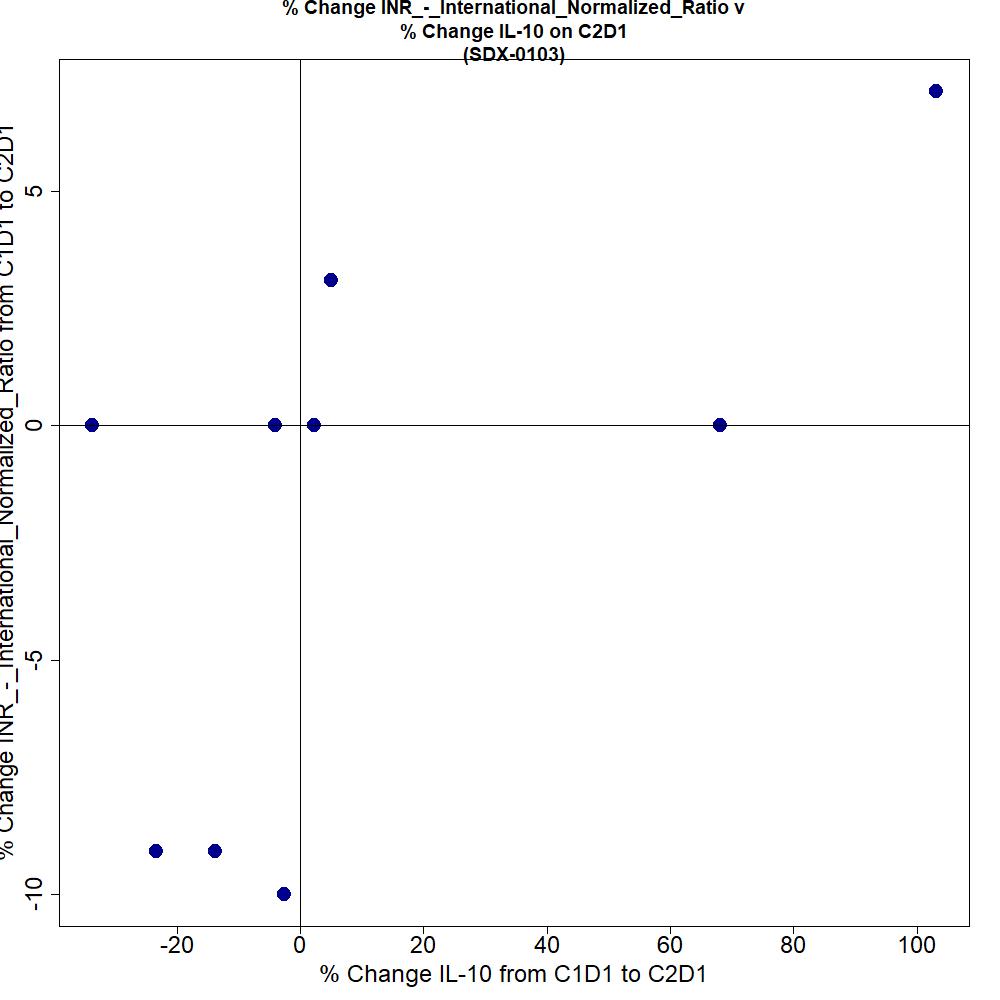 % Change INR_-_International_Normalized_Ratio v
% Change IL-10 on C2D1
(SDX-0103)
% Change INR_-_International_Normalized_Ratio from C1D1 to C2D1
5
0
-5
-10
-20
0
20
40
60
80
100
% Change IL-10 from C1D1 to C2D1